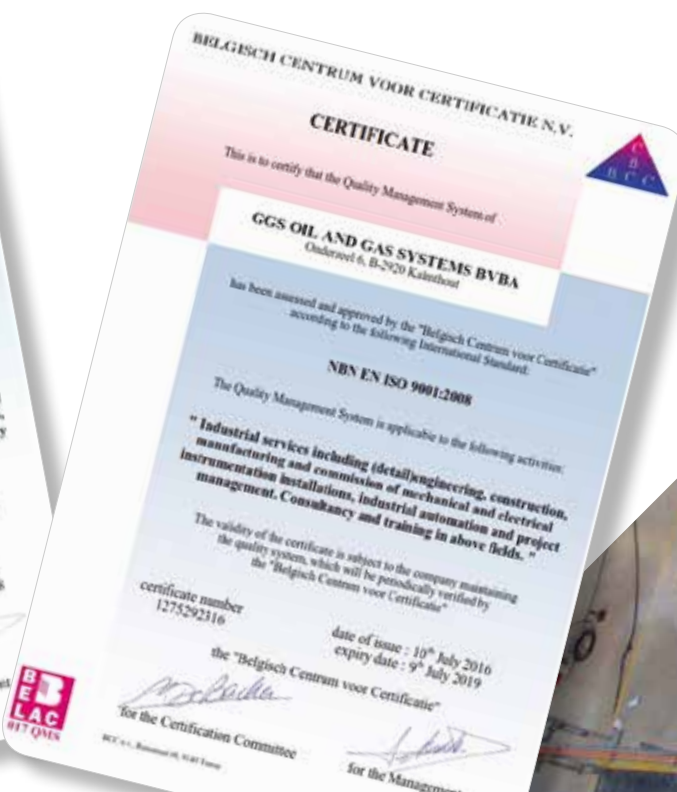 BELGISCH CENTRUM VOOR CERTIFICATIE N.V.
C
B
B C C
CERTIFICATE
This is to certify that the Quality Management System of
GGS OIL AND GAS SYSTEMS BVBA
B-2920 Kalmthout
has been assessed and approved by the "Belgisch Centrum voor Certificatie"
according to the following International Standard:
NBN EN ISO 9001:2008
The Quality Management System is applicable to the following activities:
" Industrial services including (detail)engineering, construction,
manufacturing and commission of mechanical and electrical
instrumentation installations, industrial automation and project
management. Consultancy and training in above fields. "
The validity of the certificate is subject to the company maintaining
the quality system, which will be periodically verified by
the "Belgisch Centrum voor Certificatie"
certificate number
1275292316
date of issue : 10th July 2016
expiry date : 9th July 2019
the "Belgisch Centrum voor Certificatie"
for the Certification Committee
for the Management
BELAC
017 QMS